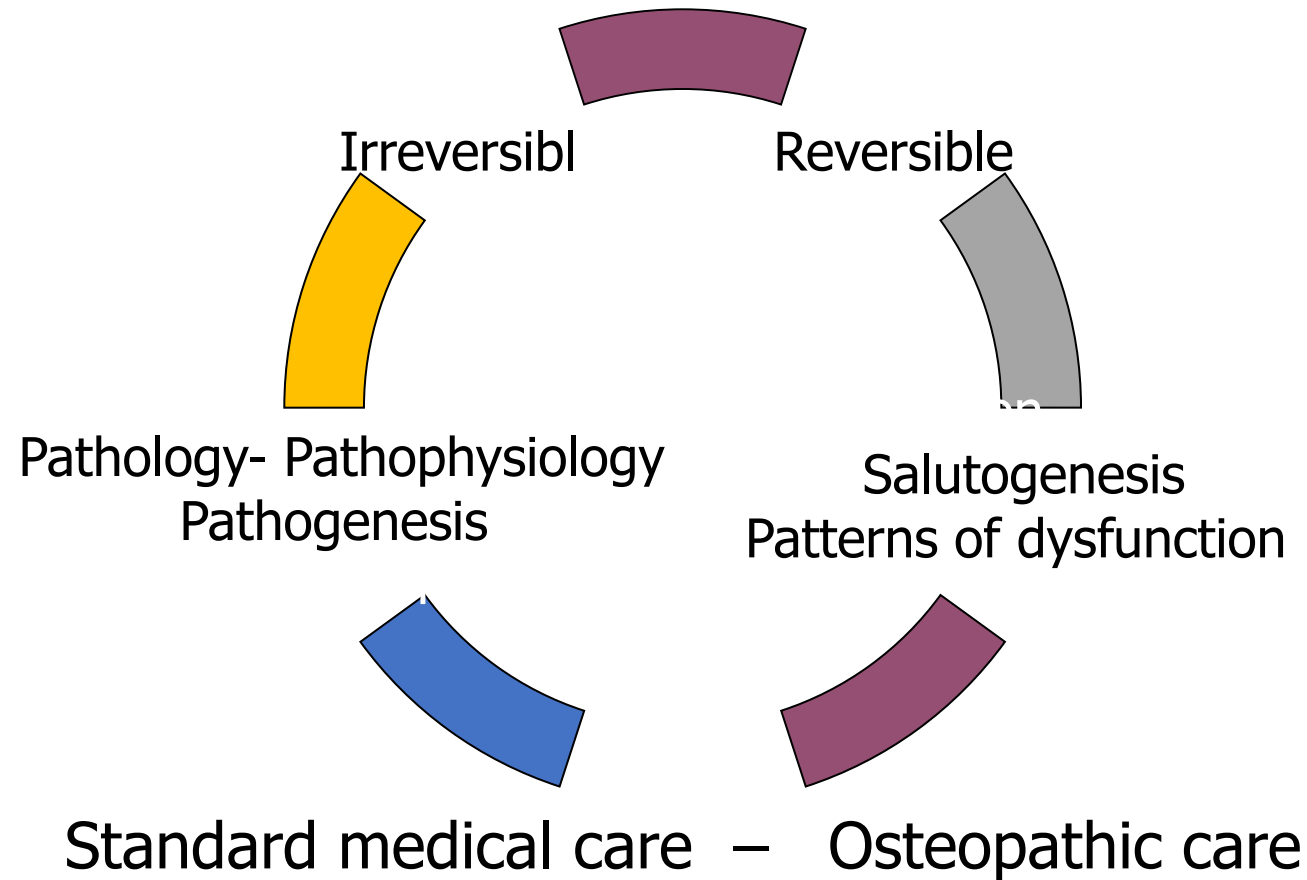 Irreversibl
Reversible
Pathology- Pathophysiology
Pathogenesis
Salutogenesis
Patterns of dysfunction
Standard medical care – Osteopathic care